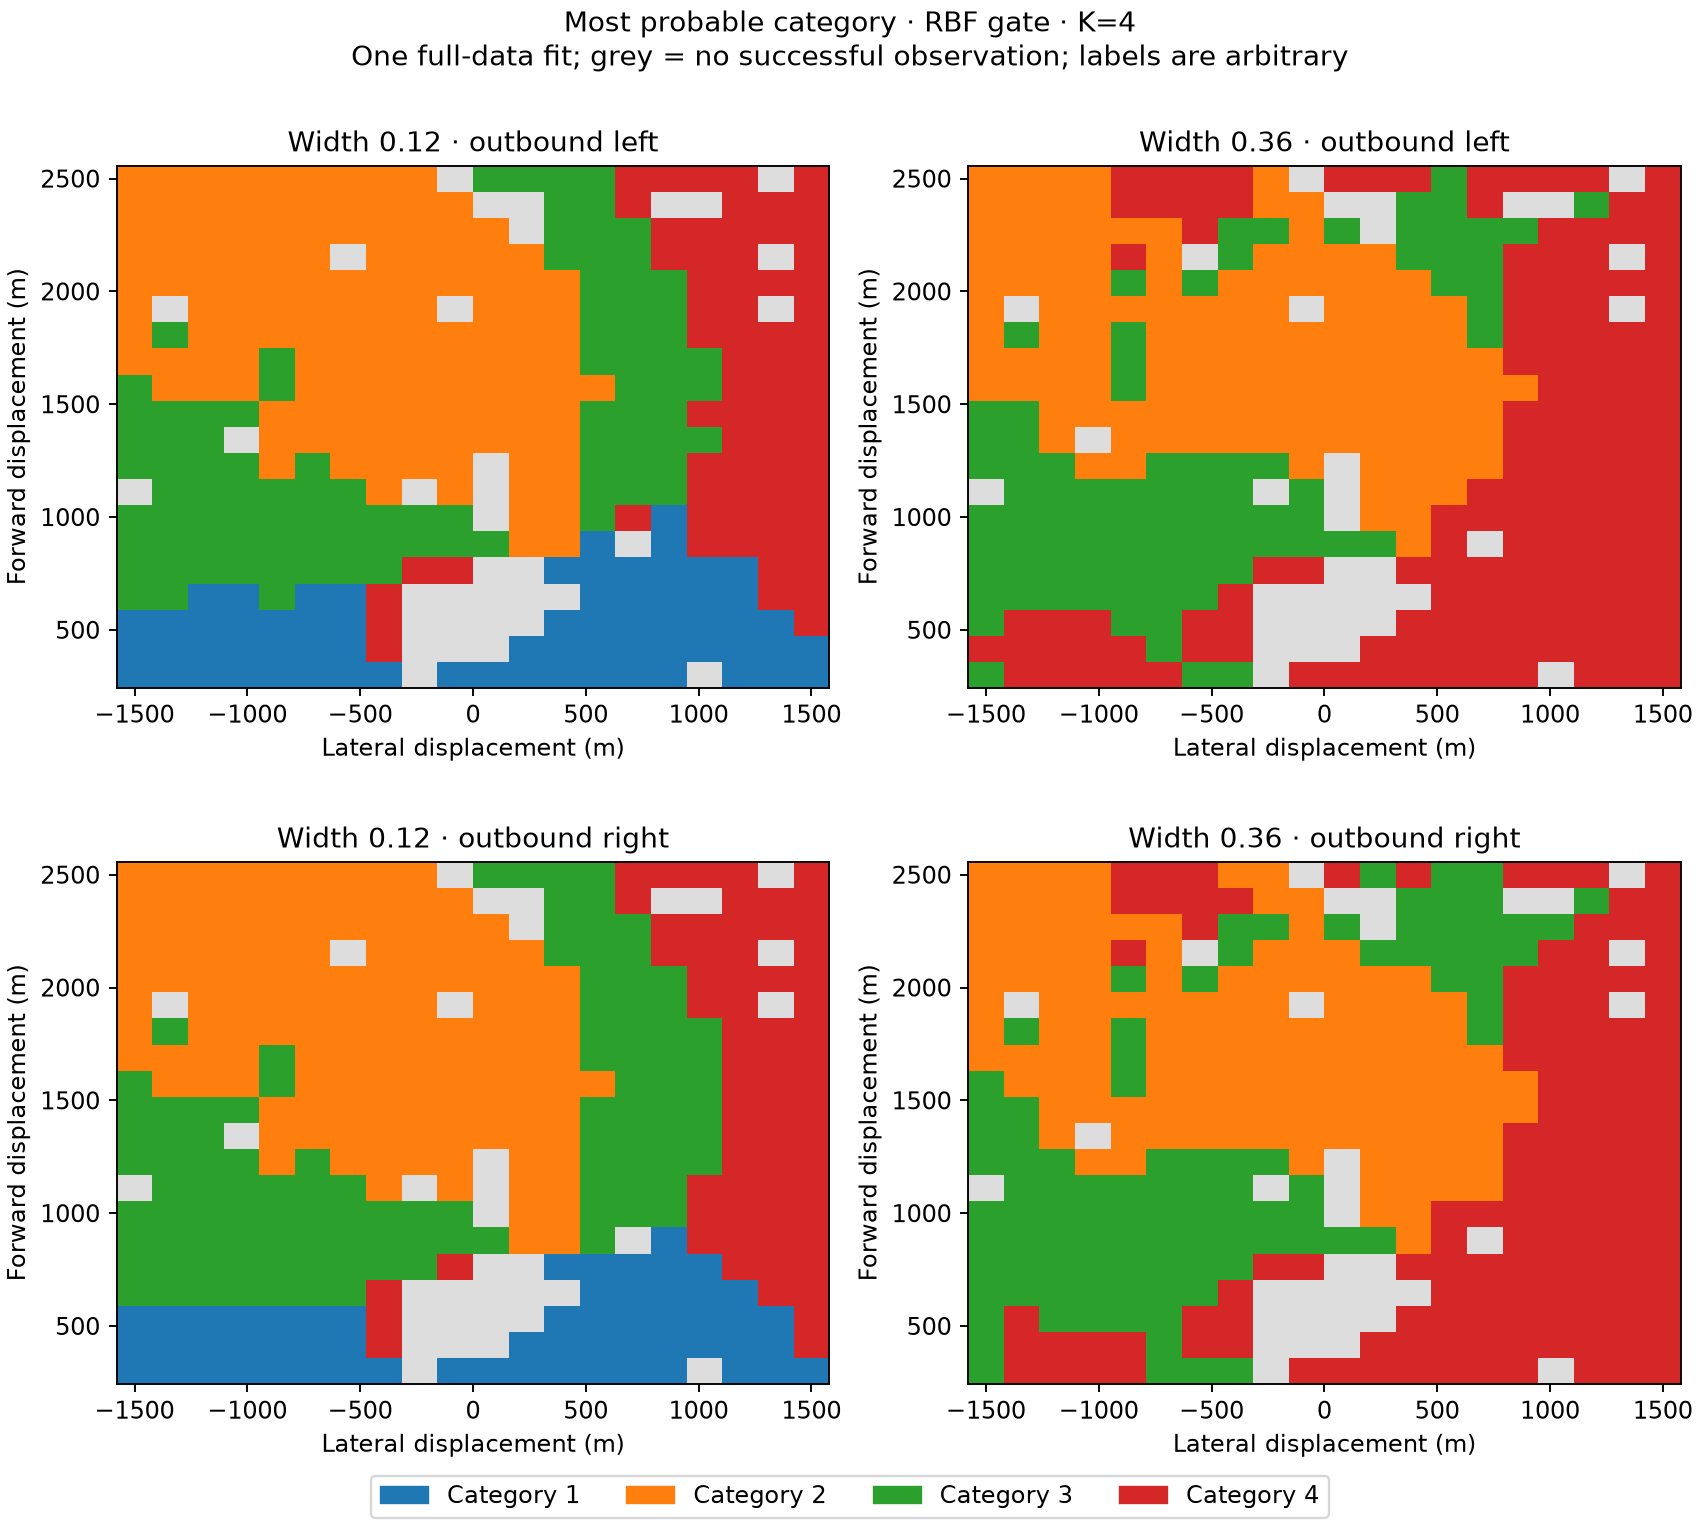 Most probable category · RBF gate · K=4
One full-data fit; grey = no successful observation; labels are arbitrary
Width 0.12 · outbound left
2500
2000
1500
1000
500
Forward displacement (m)
−1500 −1000 −500 0 500 1000 1500
Lateral displacement (m)
Width 0.36 · outbound left
2500
2000
1500
1000
500
Forward displacement (m)
−1500 −1000 −500 0 500 1000 1500
Lateral displacement (m)
Width 0.12 · outbound right
2500
2000
1500
1000
500
Forward displacement (m)
−1500 −1000 −500 0 500 1000 1500
Lateral displacement (m)
Width 0.36 · outbound right
2500
2000
1500
1000
500
Forward displacement (m)
−1500 −1000 −500 0 500 1000 1500
Lateral displacement (m)
Category 1 Category 2 Category 3 Category 4